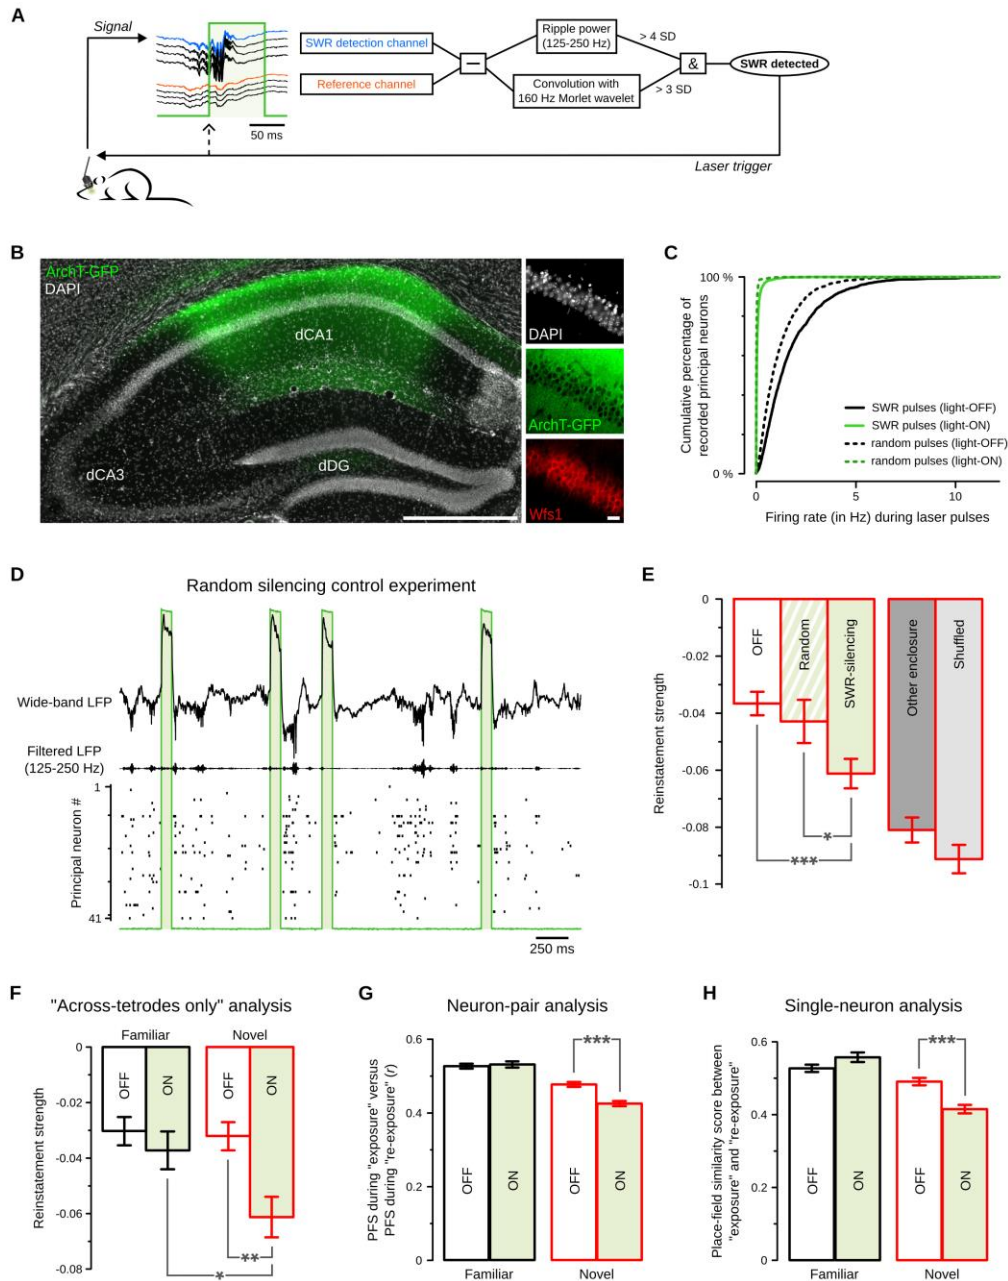 A
Signal
50 ms
SWR detection channel
Reference channel
—
Ripple power
(125-250 Hz)
Convolution with
160 Hz Morlet wavelet
> 4 SD
> 3 SD
&
SWR detected
Laser trigger
B
ArchT-GFP
DAPI
dCA1
dCA3
dDG
DAPI
ArchT-GFP
Wfs1
C
Cumulative percentage of
recorded principal neurons
100 %
0 %
SWR pulses (light-OFF)
SWR pulses (light-ON)
random pulses (light-OFF)
random pulses (light-ON)
0
5
10
Firing rate (in Hz) during laser pulses
D
Random silencing control experiment
Wide-band LFP
Filtered LFP
(125-250 Hz)
1
Principal neuron #
41
250 ms
E
Reinstatement strength
0
-0.02
-0.04
-0.06
-0.08
-0.1
OFF
Random
SWR-silencing
Other enclosure
Shuffled
*
***
F
"Across-tetrodes only" analysis
Familiar
Novel
Reinstatement strength
0
-0.02
-0.04
-0.06
-0.08
OFF
ON
OFF
ON
**
*
G
Neuron-pair analysis
PFS during "exposure" versus
PFS during "re-exposure" (r)
0.6
0.4
0.2
0
OFF
ON
OFF
ON
***
Familiar
Novel
H
Single-neuron analysis
Place-field similarity score between
"exposure" and "re-exposure"
0.6
0.4
0.2
0
OFF
ON
OFF
ON
***
Familiar
Novel